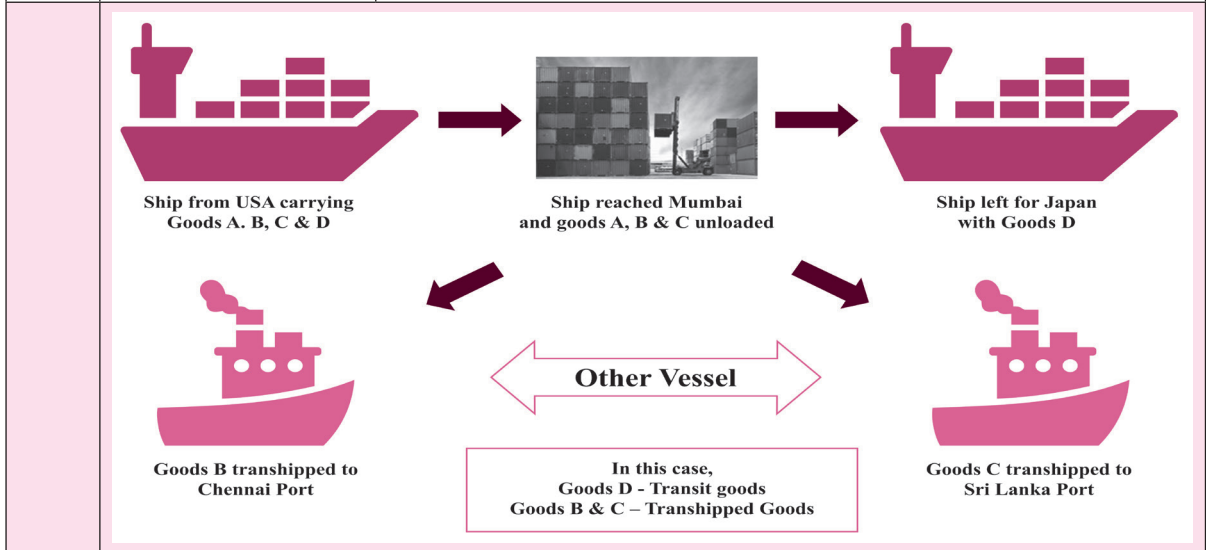 Ship from USA carrying
Goods A. B, C & D
Ship reached Mumbai
and goods A, B & C unloaded
Ship left for Japan
with Goods D
Other Vessel
Goods B transhipped to
Chennai Port
In this case,
Goods D - Transit goods
Goods B & C – Transhipped Goods
Goods C transhipped to
Sri Lanka Port